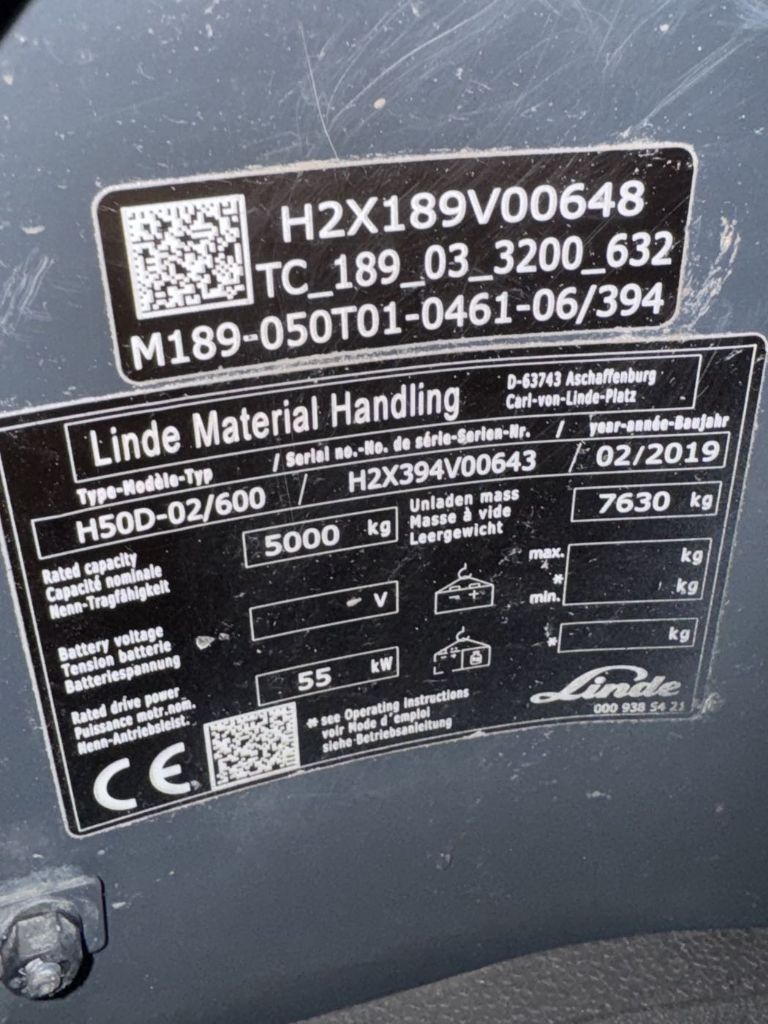 H2X189V00648
TC_189_03_3200_632
M189-050T01-0461-06/394
Linde Material Handling
D-63743 Aschaffenburg
Carl-von-Linde-Platz
Type-Modèle-Typ / Serial no.-No. de série-Serien-Nr. / year-année-Baujahr
H50D-02/600 / H2X394V00643 / 02/2019
Rated capacity
Capacité nominale
Nenn-Tragfähigkeit
5000 kg
Unladen mass
Masse à vide
Leergewicht
7630 kg
Battery voltage
Tension batterie
Batteriespannung
V
max. kg
*
min. kg
* kg
Rated drive power
Puissance motr.nom.
Nenn-Antriebsleist.
55 kW
* see Operating Instructions
voir Mode d'emploi
siehe Betriebsanleitung
Linde
000 938 54 21
CE